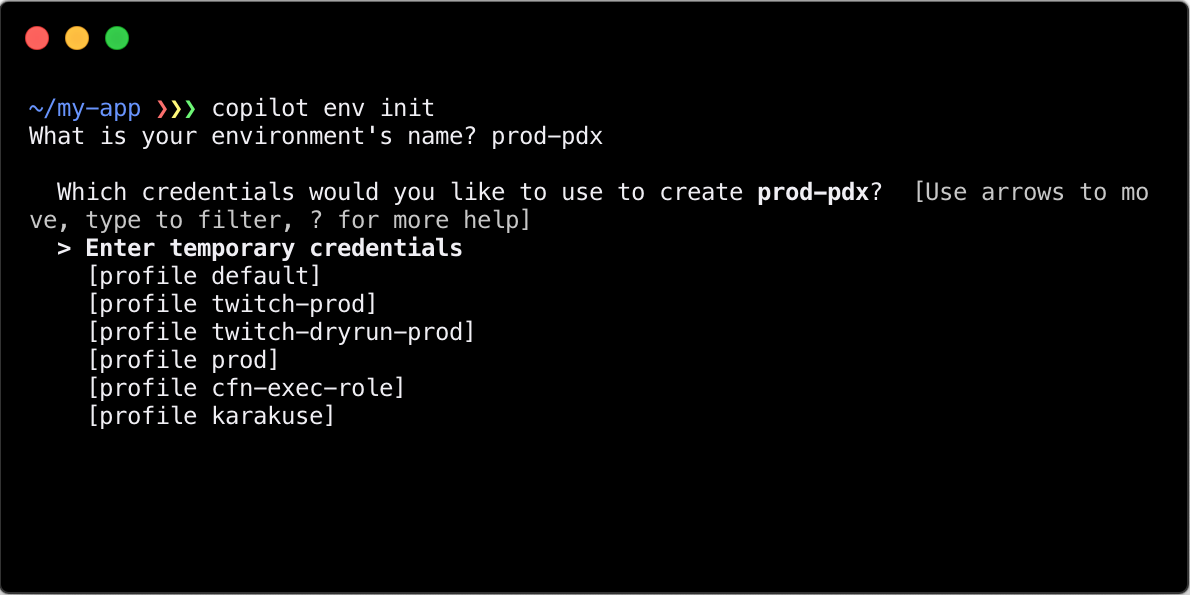 ~/my-app ❯❯❯ copilot env init
What is your environment's name? prod-pdx
Which credentials would you like to use to create prod-pdx?  [Use arrows to mo
ve, type to filter, ? for more help]
> Enter temporary credentials
[profile default]
[profile twitch-prod]
[profile twitch-dryrun-prod]
[profile prod]
[profile cfn-exec-role]
[profile karakuse]